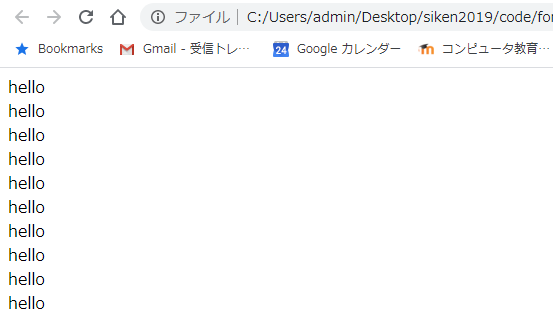 ファイル | C:/Users/admin/Desktop/siken2019/code/for
Bookmarks Gmail - 受信トレ… 24 Google カレンダー コンピュータ教育…
hello
hello
hello
hello
hello
hello
hello
hello
hello
hello